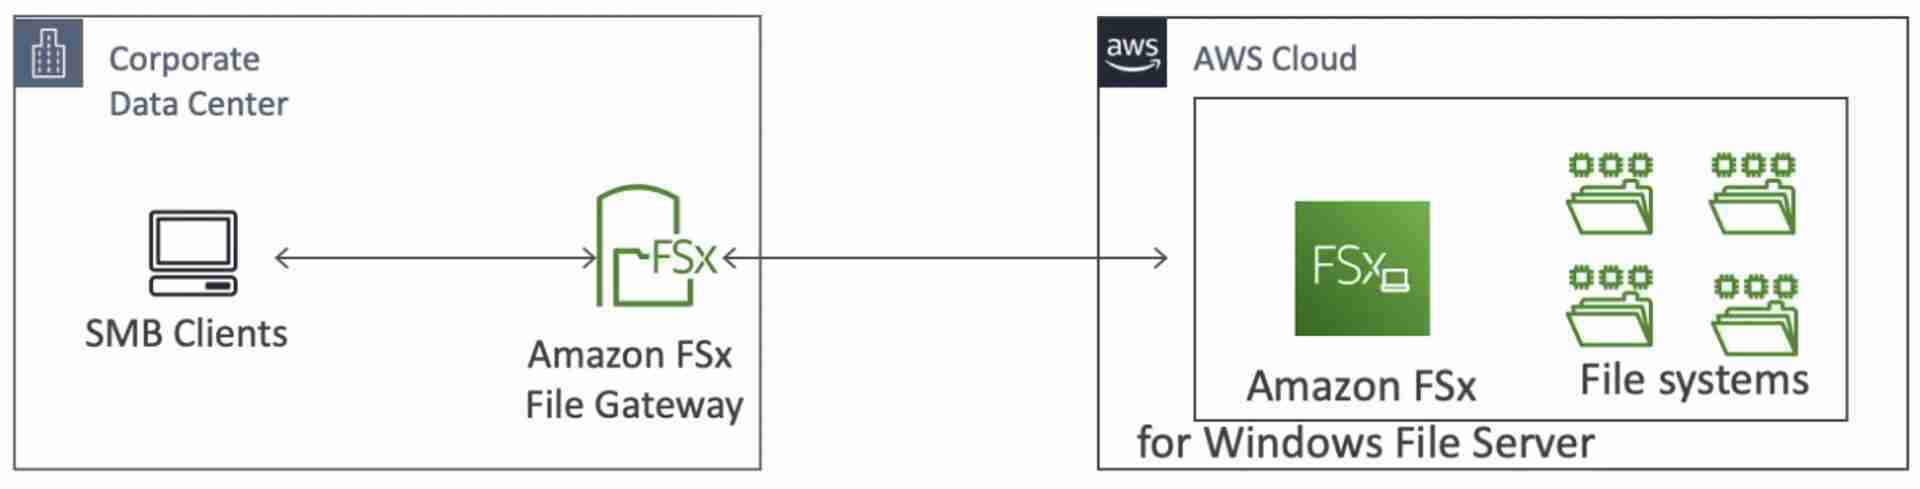 Corporate
Data Center
SMB Clients
FSx
Amazon FSx
File Gateway
aws
AWS Cloud
FSx
Amazon FSx
for Windows File Server
File systems